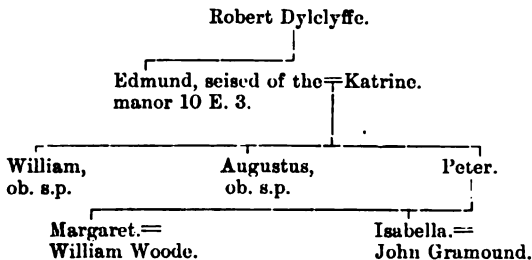 Robert Dylclyffe.
Edmund, seised of the=Katrine.
manor 10 E. 3.
William, Augustus, Peter.
ob. s.p. ob. s.p.
Margaret.= Isabella.=
William Woode. John Gramound.